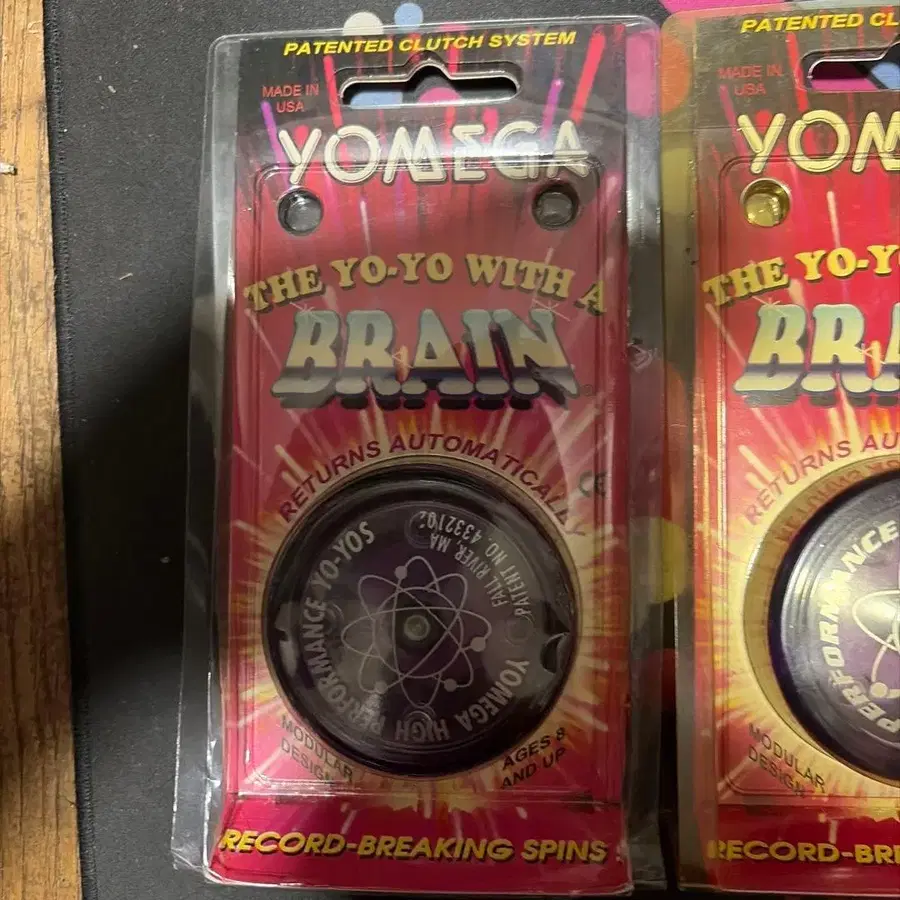 PATENTED CLUTCH SYSTEM
MADE IN
USA
YOMEGA
THE YO-YO WITH A
BRAIN®
RETURNS AUTOMATICALLY
CE
YOMEGA HIGH PERFORMANCE YO-YOS
FALL RIVER, MA
PATENT NO. 4332102
MODULAR
DESIGN
AGES 8
AND UP
RECORD-BREAKING SPINS
PATENTED CL
MADE IN
USA
YOM
THE YO-Y
BRA
RETURNS AU
PERFORMANCE
MODULAR
DESIGN
RECORD-BRE